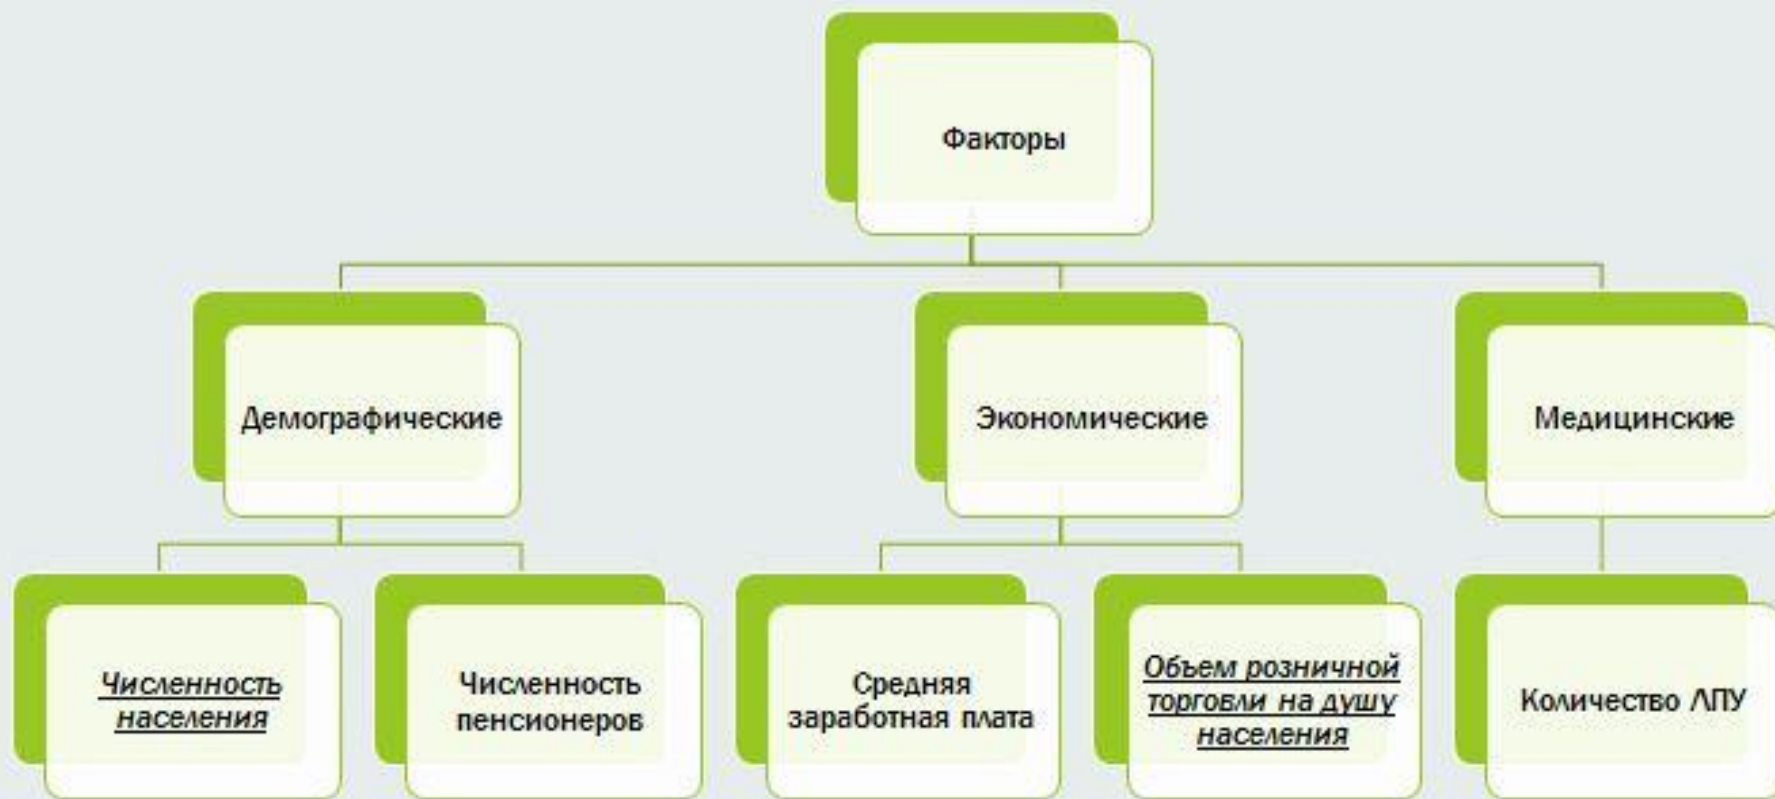 Факторы
Демографические
Экономические
Медицинские
Численность
населения
Численность
пенсионеров
Средняя
заработная плата
Объем розничной
торговли на душу
населения
Количество ЛПУ